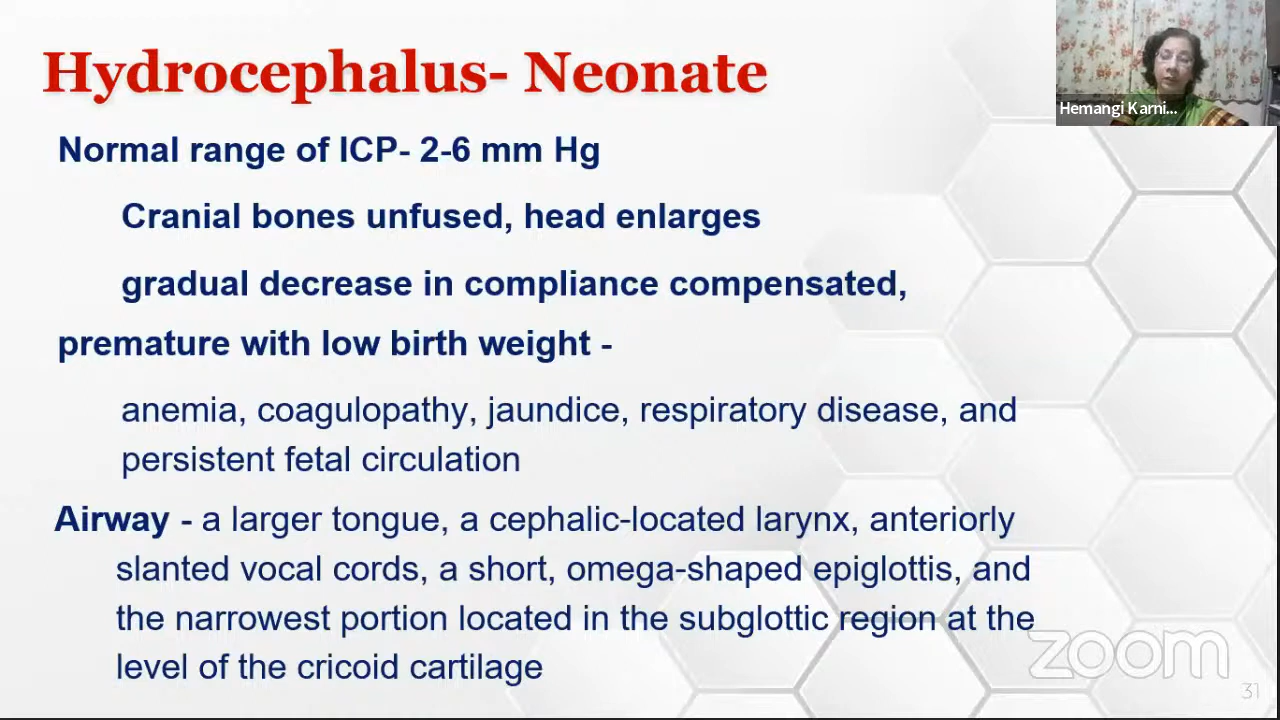 Hydrocephalus- Neonate
Hemangi Karni...
Normal range of ICP- 2-6 mm Hg
Cranial bones unfused, head enlarges
gradual decrease in compliance compensated,
premature with low birth weight -
anemia, coagulopathy, jaundice, respiratory disease, and
persistent fetal circulation
Airway - a larger tongue, a cephalic-located larynx, anteriorly
slanted vocal cords, a short, omega-shaped epiglottis, and
the narrowest portion located in the subglottic region at the
level of the cricoid cartilage
zoom
31